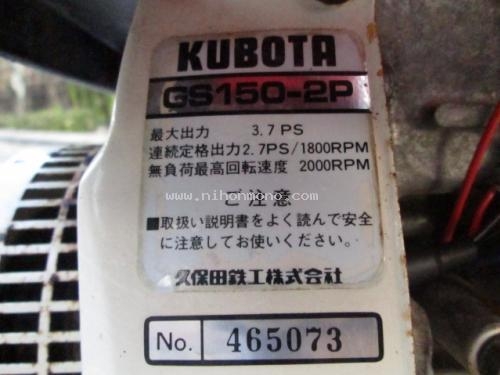 KUBOTA
GS150-2P
最大出力 3.7 PS
連続定格出力 2.7PS/1800RPM
無負荷最高回転速度 2000RPM
www.nihonmono.com
ご注意
■取扱い説明書をよく読んで安全
に注意してお使いください。
久保田鉄工株式会社
No. 465073